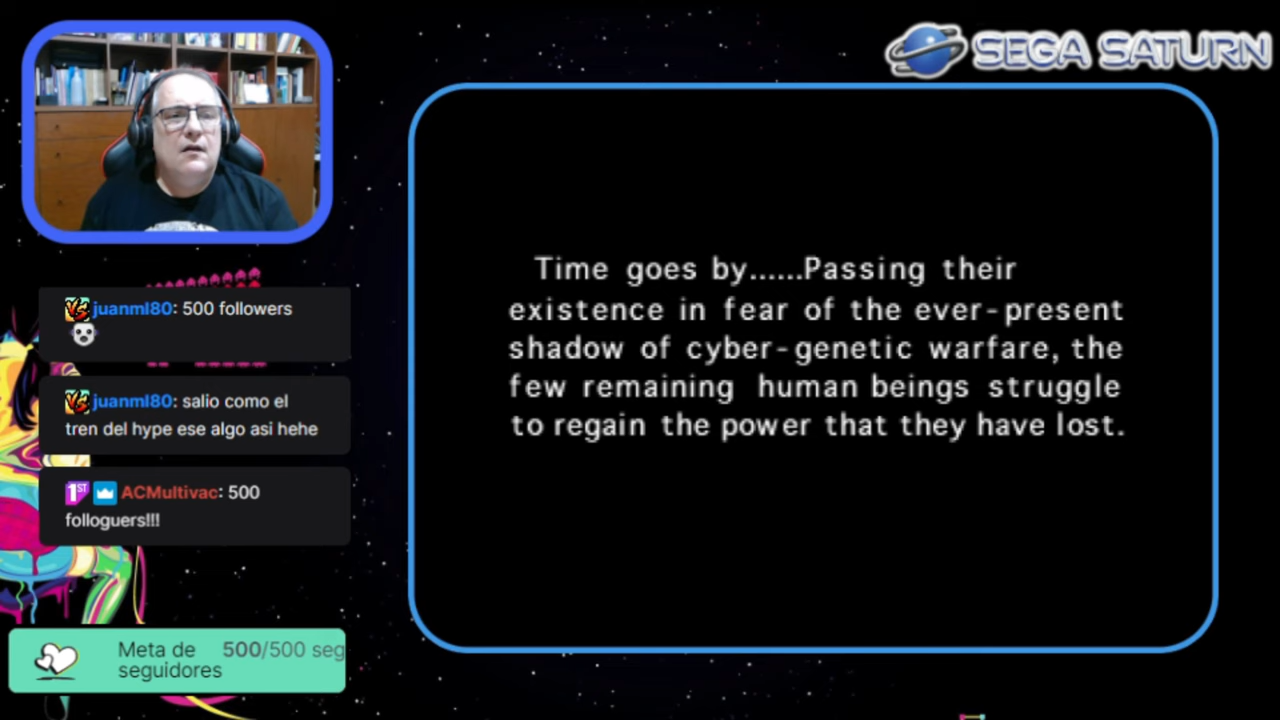 SEGA SATURN
Time goes by......Passing their
existence in fear of the ever-present
shadow of cyber-genetic warfare, the
few remaining human beings struggle
to regain the power that they have lost.
juanml80: 500 followers
juanml80: salio como el
tren del hype ese algo asi hehe
1ST ACMultivac: 500
folloguers!!!
Meta de 500/500 seg
seguidores